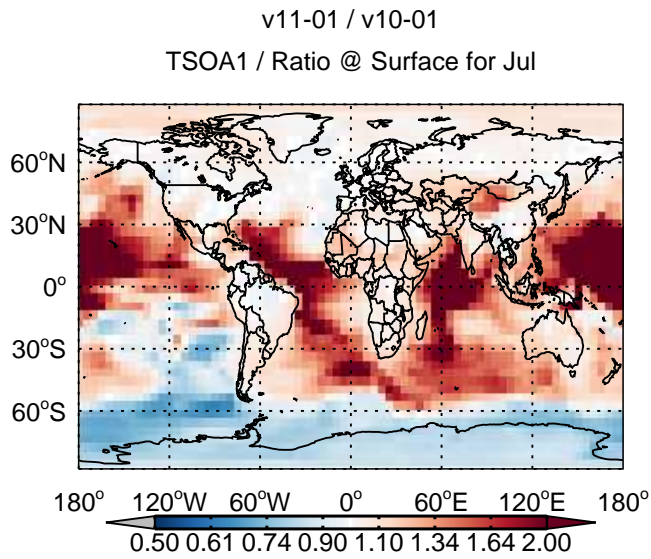 v11-01 / v10-01
TSOA1 / Ratio @ Surface for Jul
60°N
30°N
0°
30°S
60°S
180° 120°W 60°W 0° 60°E 120°E 180°
0.50 0.61 0.74 0.90 1.10 1.34 1.64 2.00